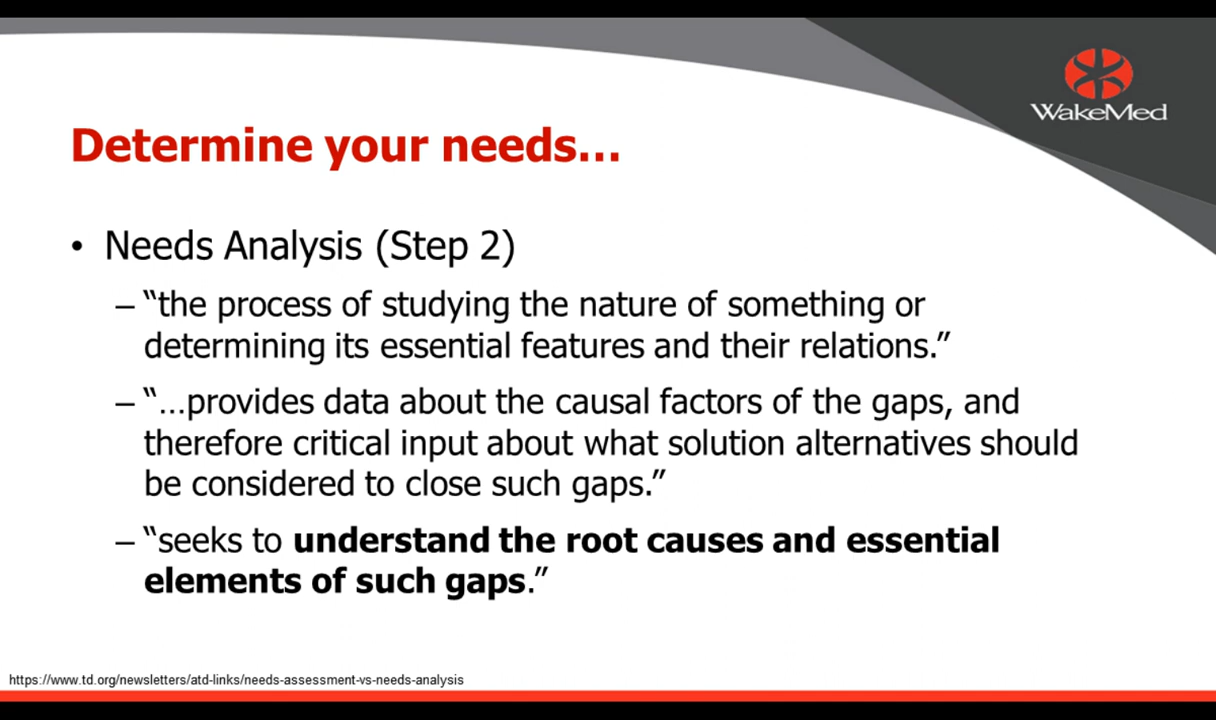 WakeMed
Determine your needs...
• Needs Analysis (Step 2)
– “the process of studying the nature of something or
determining its essential features and their relations.”
– “...provides data about the causal factors of the gaps, and
therefore critical input about what solution alternatives should
be considered to close such gaps.”
– “seeks to understand the root causes and essential
elements of such gaps.”
https://www.td.org/newsletters/atd-links/needs-assessment-vs-needs-analysis